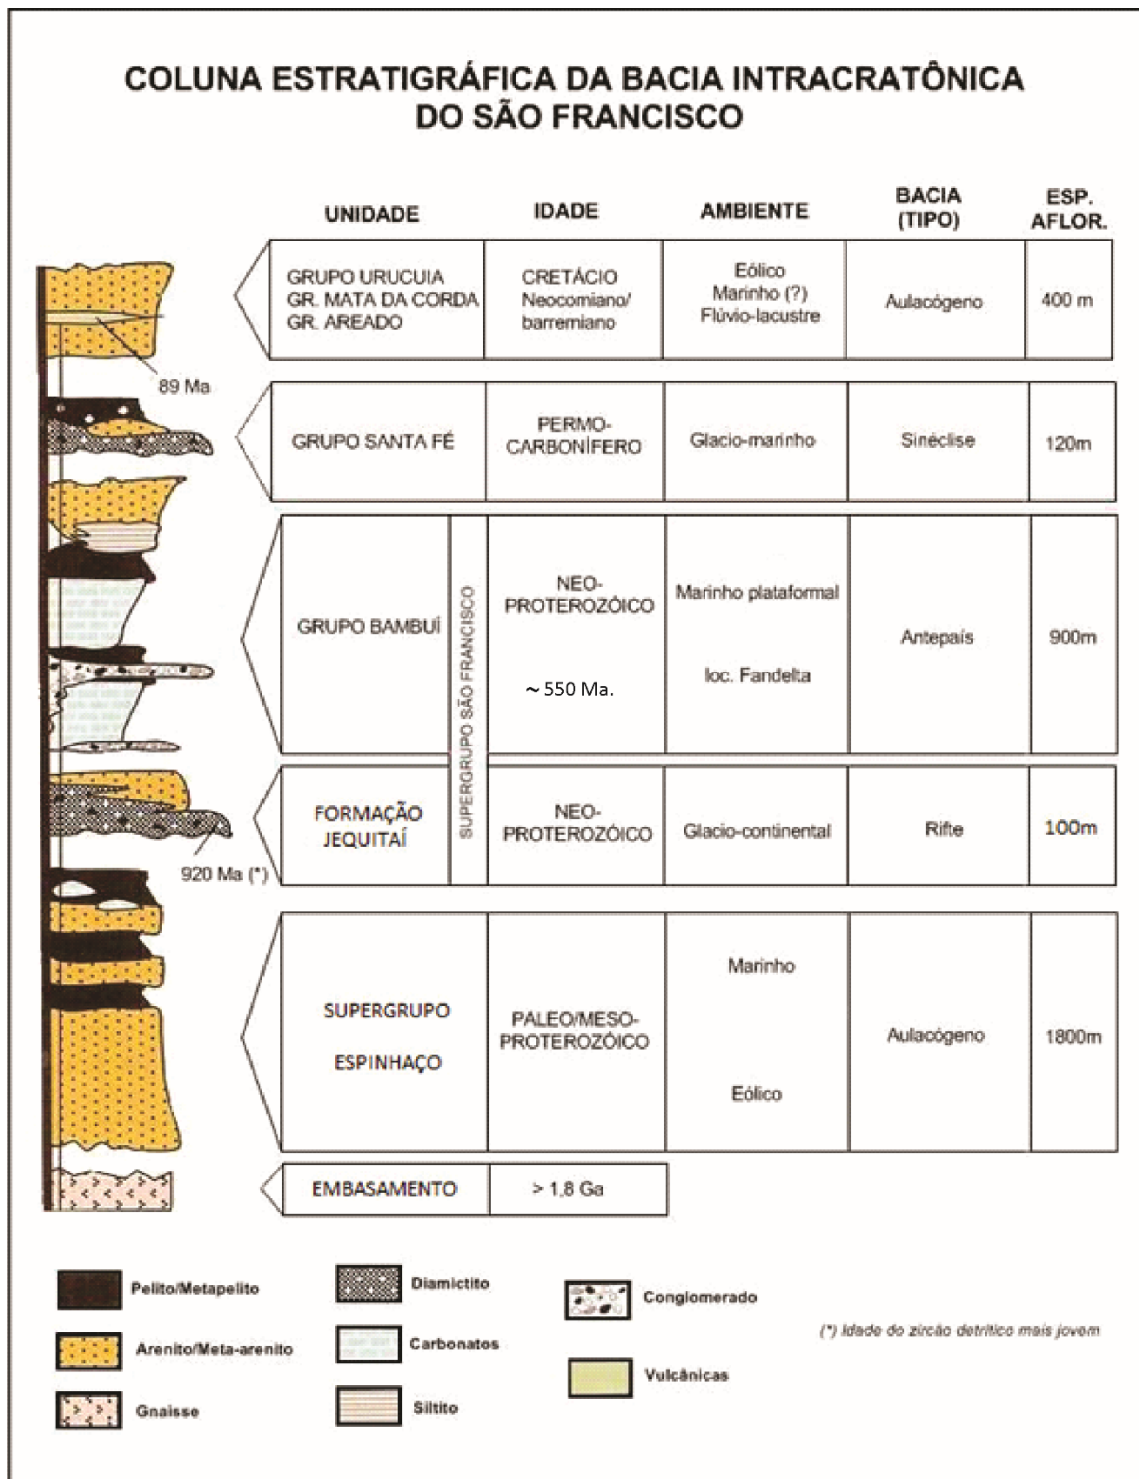 COLUNA ESTRATIGRÁFICA DA BACIA INTRACRATÔNICA
DO SÃO FRANCISCO
UNIDADE
IDADE
AMBIENTE
BACIA
(TIPO)
ESP.
AFLOR.
GRUPO URUCUIA
GR. MATA DA CORDA
GR. AREADO
CRETÁCIO
Neocomiano/
barremiano
Eólico
Marinho (?)
Flúvio-lacustre
Aulacógeno
400 m
89 Ma
GRUPO SANTA FÉ
PERMO-
CARBONÍFERO
Glacio-marinho
Sinéclise
120m
GRUPO BAMBUÍ
SUPERGRUPO SÃO FRANCISCO
NEO-
PROTEROZÓICO
~ 550 Ma.
Marinho plataformal
loc. Fandelta
Antepaís
900m
FORMAÇÃO
JEQUITAÍ
NEO-
PROTEROZÓICO
Glacio-continental
Rifte
100m
920 Ma (*)
SUPERGRUPO
ESPINHAÇO
PALEO/MESO-
PROTEROZÓICO
Marinho
Eólico
Aulacógeno
1800m
EMBASAMENTO
> 1,8 Ga
Pelito/Metapelito
Arenito/Meta-arenito
Gnaisse
Diamictito
Carbonatos
Siltito
Conglomerado
Vulcânicas
(*) Idade do zircão detrítico mais jovem